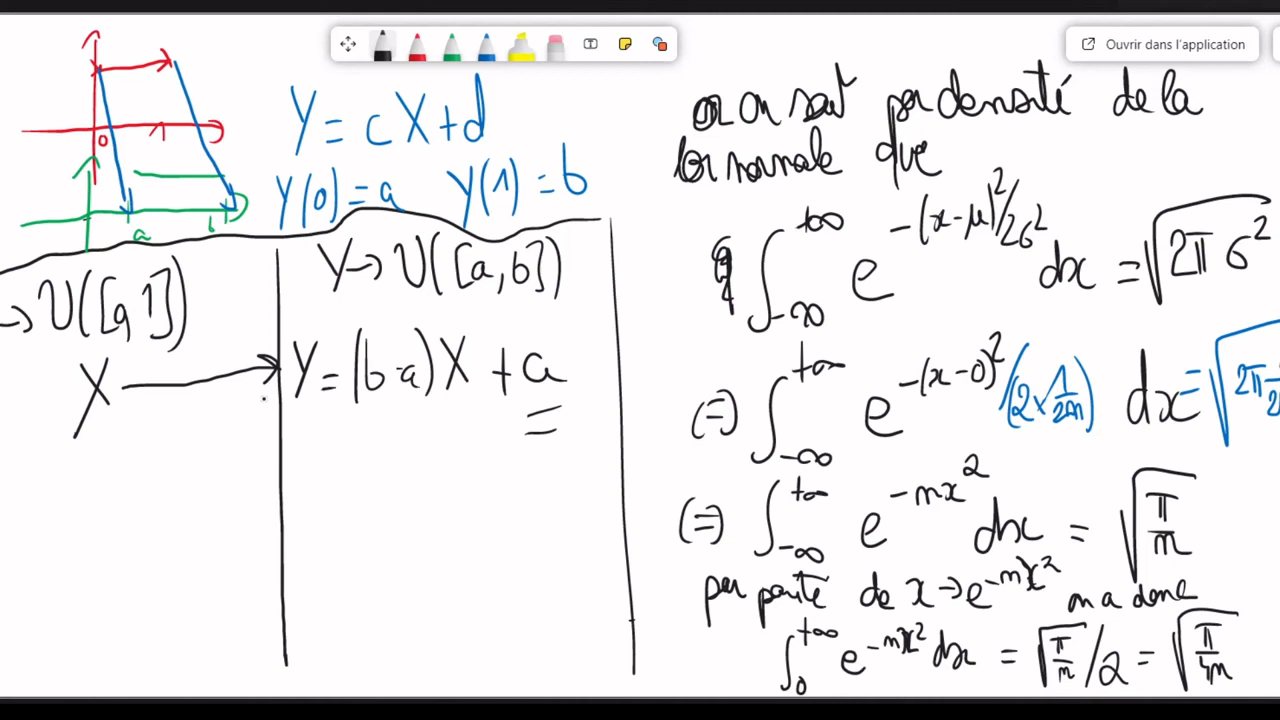 Ouvrir dans l'application
0 1
a b
Y = cX + d
Y(0) = a Y(1) = b
→ U([0,1])
Y → U([a,b])
X → Y = (b-a)X + a
or on sait par densité de la
loi normale que
∫_{-∞}^{+∞} e^{-(x-μ)²/2σ²} dx = √(2πσ²)
(=) ∫_{-∞}^{+∞} e^{-(x-0)²/(2×1/2m)} dx = √(2π
(=) ∫_{-∞}^{+∞} e^{-mx²} dx = √(π/m)
par parité de x → e^{-mx²} on a donc
∫_0^{+∞} e^{-mx²} dx = √(π/m)/2 = √(π/4m)